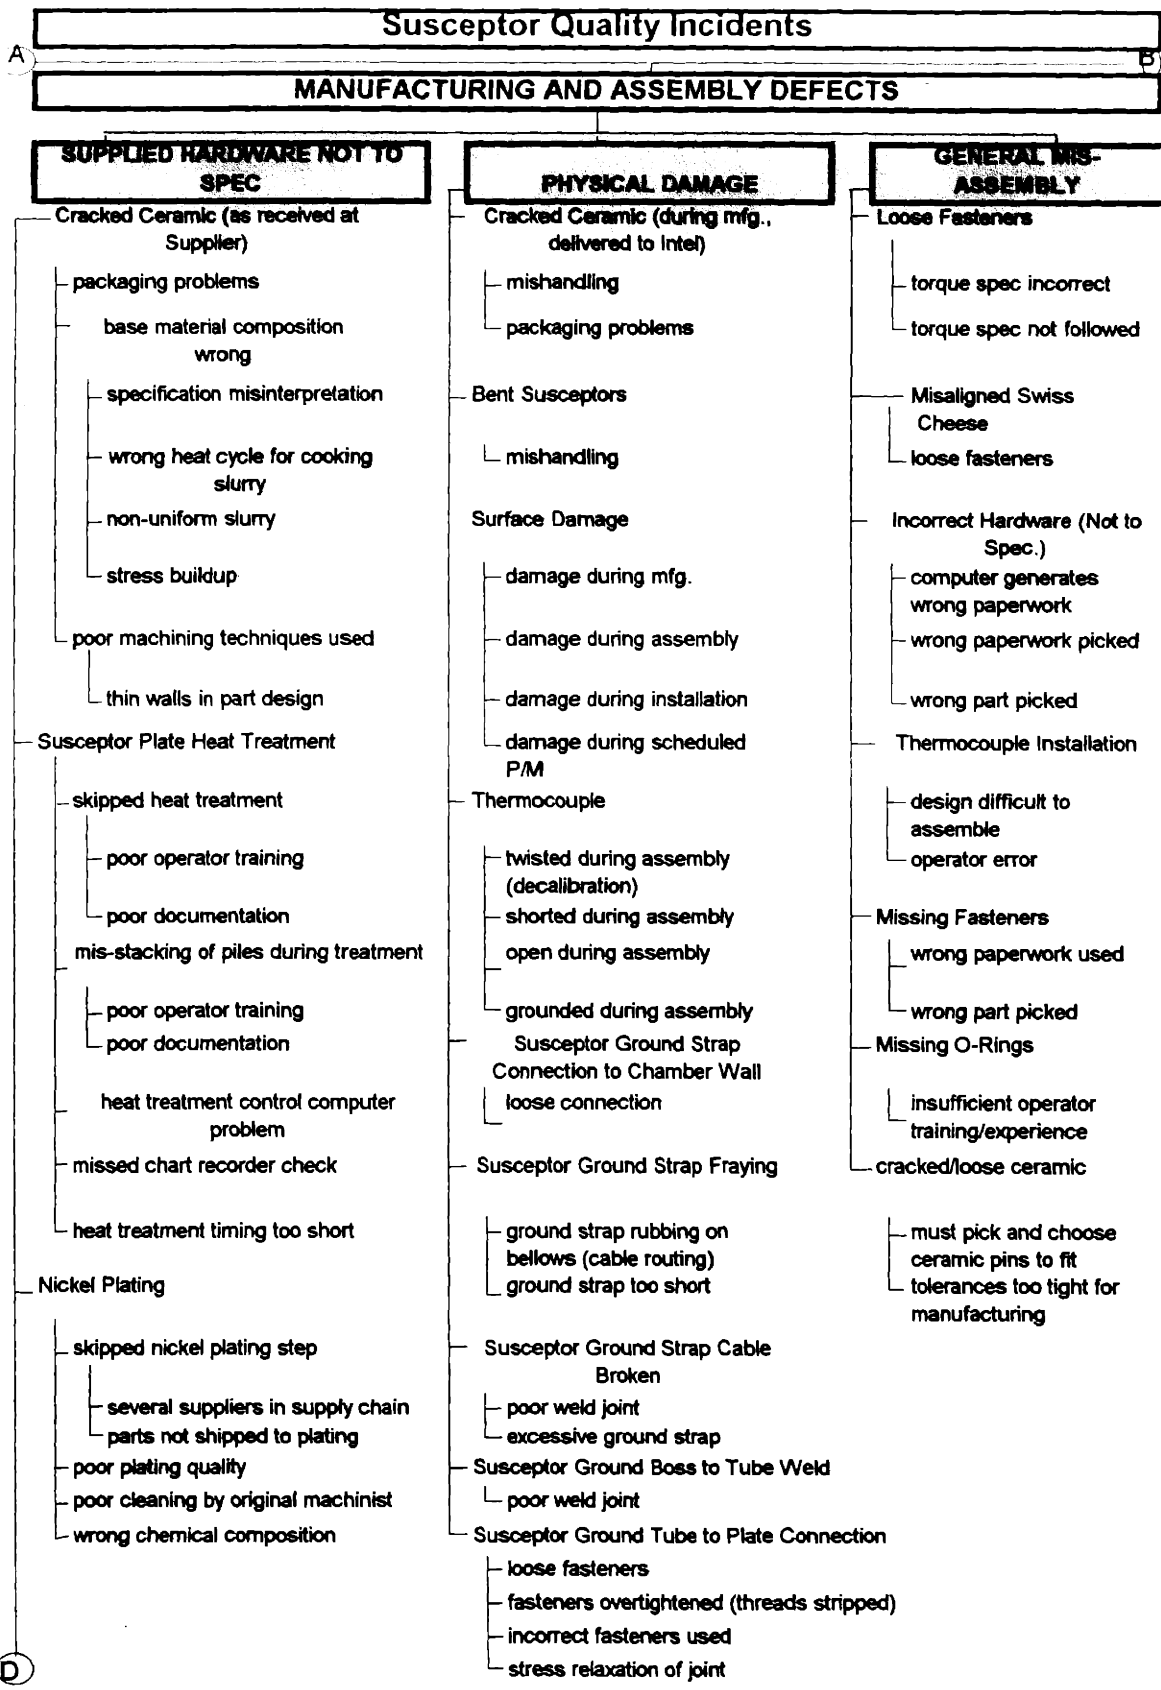 Susceptor Quality Incidents
A
B
MANUFACTURING AND ASSEMBLY DEFECTS
SUPPLIED HARDWARE NOT TO
SPEC
Cracked Ceramic (as received at
Supplier)
packaging problems
base material composition
wrong
specification misinterpretation
wrong heat cycle for cooking
slurry
non-uniform slurry
stress buildup
poor machining techniques used
thin walls in part design
Susceptor Plate Heat Treatment
skipped heat treatment
poor operator training
poor documentation
mis-stacking of piles during treatment
poor operator training
poor documentation
heat treatment control computer
problem
missed chart recorder check
heat treatment timing too short
Nickel Plating
skipped nickel plating step
several suppliers in supply chain
parts not shipped to plating
poor plating quality
poor cleaning by original machinist
wrong chemical composition
D
PHYSICAL DAMAGE
Cracked Ceramic (during mfg.,
delivered to Intel)
mishandling
packaging problems
Bent Susceptors
mishandling
Surface Damage
damage during mfg.
damage during assembly
damage during installation
damage during scheduled
P/M
Thermocouple
twisted during assembly
(decalibration)
shorted during assembly
open during assembly
grounded during assembly
Susceptor Ground Strap
Connection to Chamber Wall
loose connection
Susceptor Ground Strap Fraying
ground strap rubbing on
bellows (cable routing)
ground strap too short
Susceptor Ground Strap Cable
Broken
poor weld joint
excessive ground strap
Susceptor Ground Boss to Tube Weld
poor weld joint
Susceptor Ground Tube to Plate Connection
loose fasteners
fasteners overtightened (threads stripped)
incorrect fasteners used
stress relaxation of joint
GENERAL MIS-
ASSEMBLY
Loose Fasteners
torque spec incorrect
torque spec not followed
Misaligned Swiss
Cheese
loose fasteners
Incorrect Hardware (Not to
Spec.)
computer generates
wrong paperwork
wrong paperwork picked
wrong part picked
Thermocouple Installation
design difficult to
assemble
operator error
Missing Fasteners
wrong paperwork used
wrong part picked
Missing O-Rings
insufficient operator
training/experience
cracked/loose ceramic
must pick and choose
ceramic pins to fit
tolerances too tight for
manufacturing